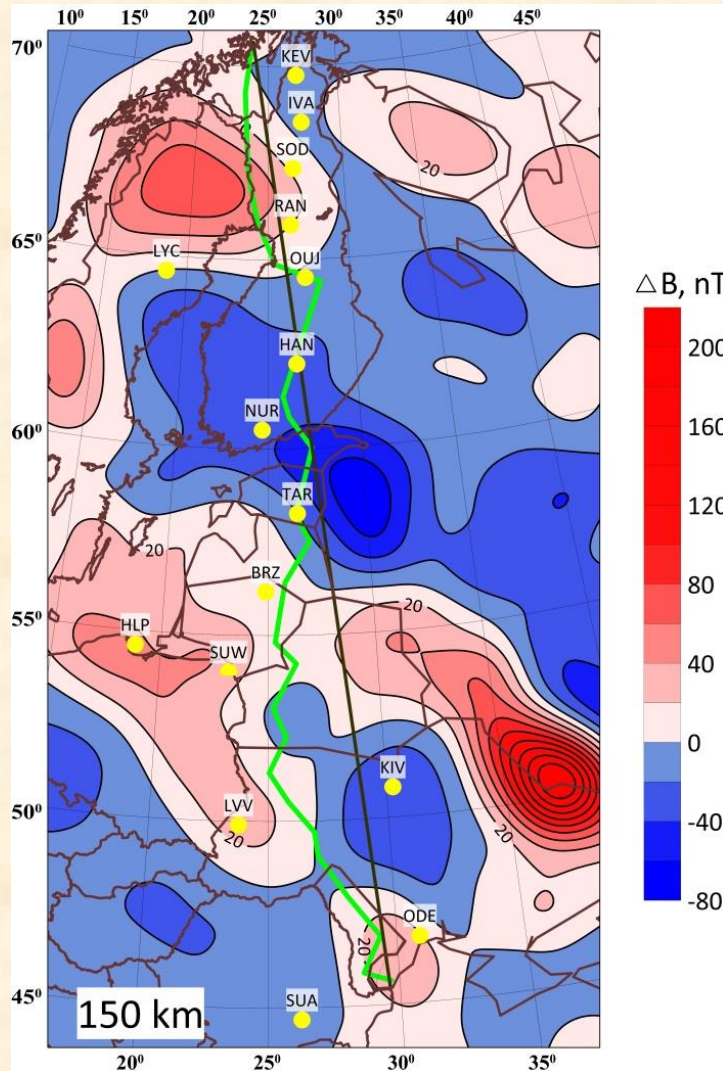 10⁰ 15⁰ 20⁰ 25⁰ 30⁰ 35⁰ 40⁰ 45⁰
70⁰
KEV
IVA
SOD
20
RAN
65⁰
LYC
OUJ
△B, nT
200
HAN
160
NUR
60⁰
120
TAR
20
80
BRZ
20
55⁰
HLP
40
SUW
0
KIV
50⁰
LVV
20
20
-40
ODE
20
-80
45⁰
150 km
SUA
20⁰ 25⁰ 30⁰ 35⁰